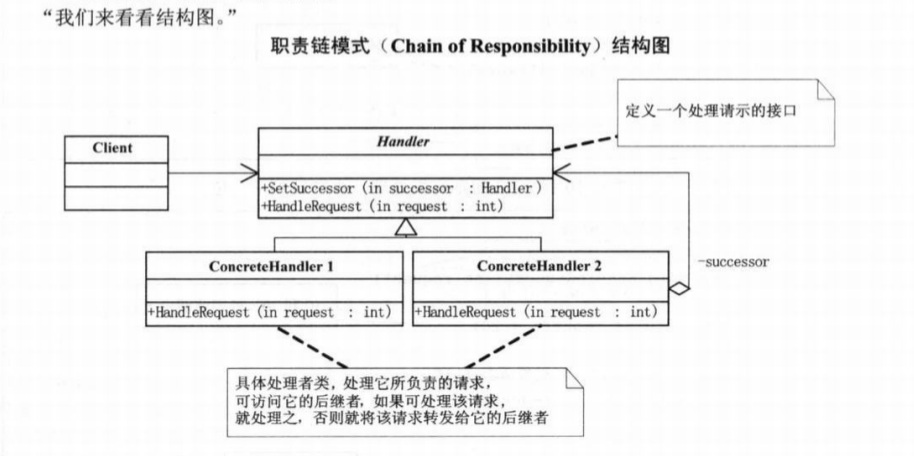 “我们来看看结构图。”
职责链模式（Chain of Responsibility）结构图
定义一个处理请示的接口
Client
Handler
+SetSuccessor (in successor : Handler)
+HandleRequest (in request : int)
ConcreteHandler 1
ConcreteHandler 2
-successor
+HandleRequest (in request : int)
+HandleRequest (in request : int)
具体处理者类，处理它所负责的请求，
可访问它的后继者，如果可处理该请求，
就处理之，否则就将该请求转发给它的后继者